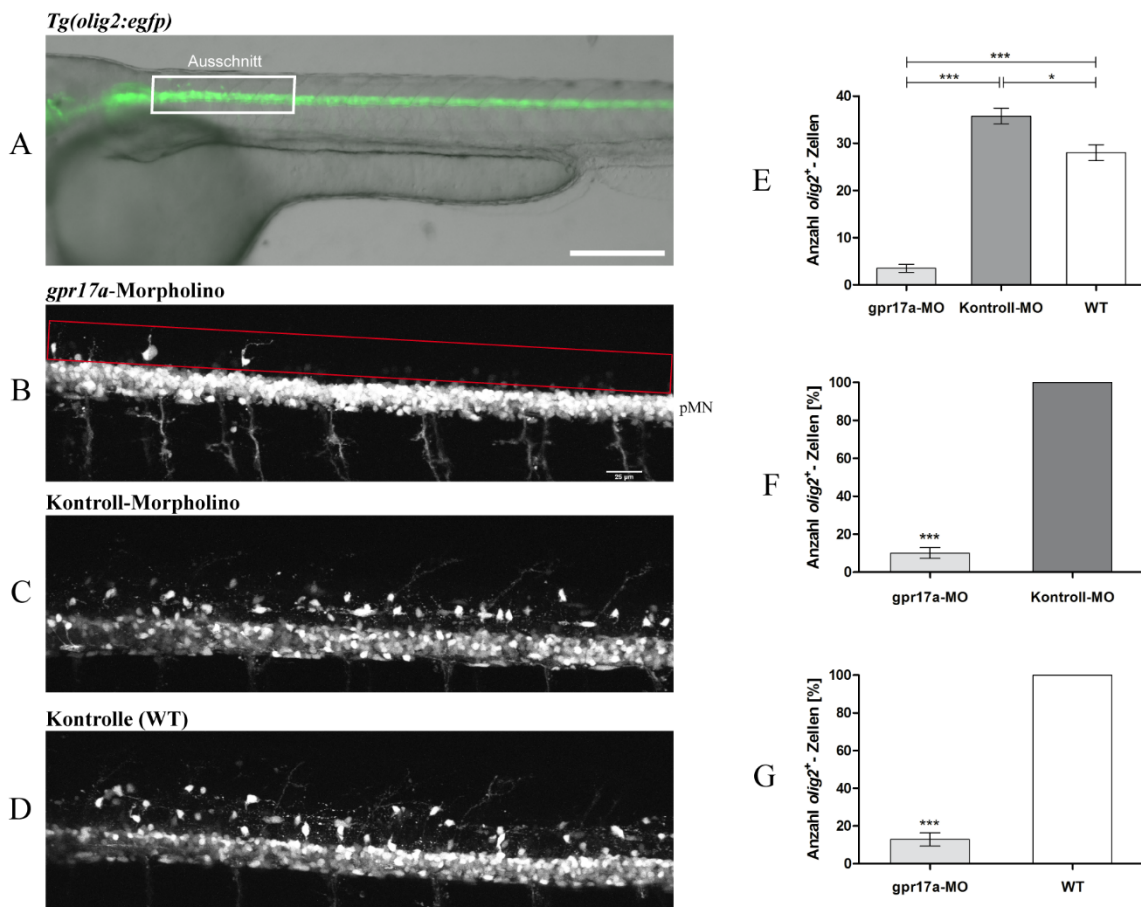 Tg(olig2:egfp)
Ausschnitt
A
gpr17a-Morpholino
B
pMN
25 µm
Kontroll-Morpholino
C
Kontrolle (WT)
D
E
***
***
*
Anzahl olig2+- Zellen
40
30
20
10
0
gpr17a-MO
Kontroll-MO
WT
F
Anzahl olig2+- Zellen [%]
100
80
60
40
20
0
***
gpr17a-MO
Kontroll-MO
G
Anzahl olig2+- Zellen [%]
100
80
60
40
20
0
***
gpr17a-MO
WT